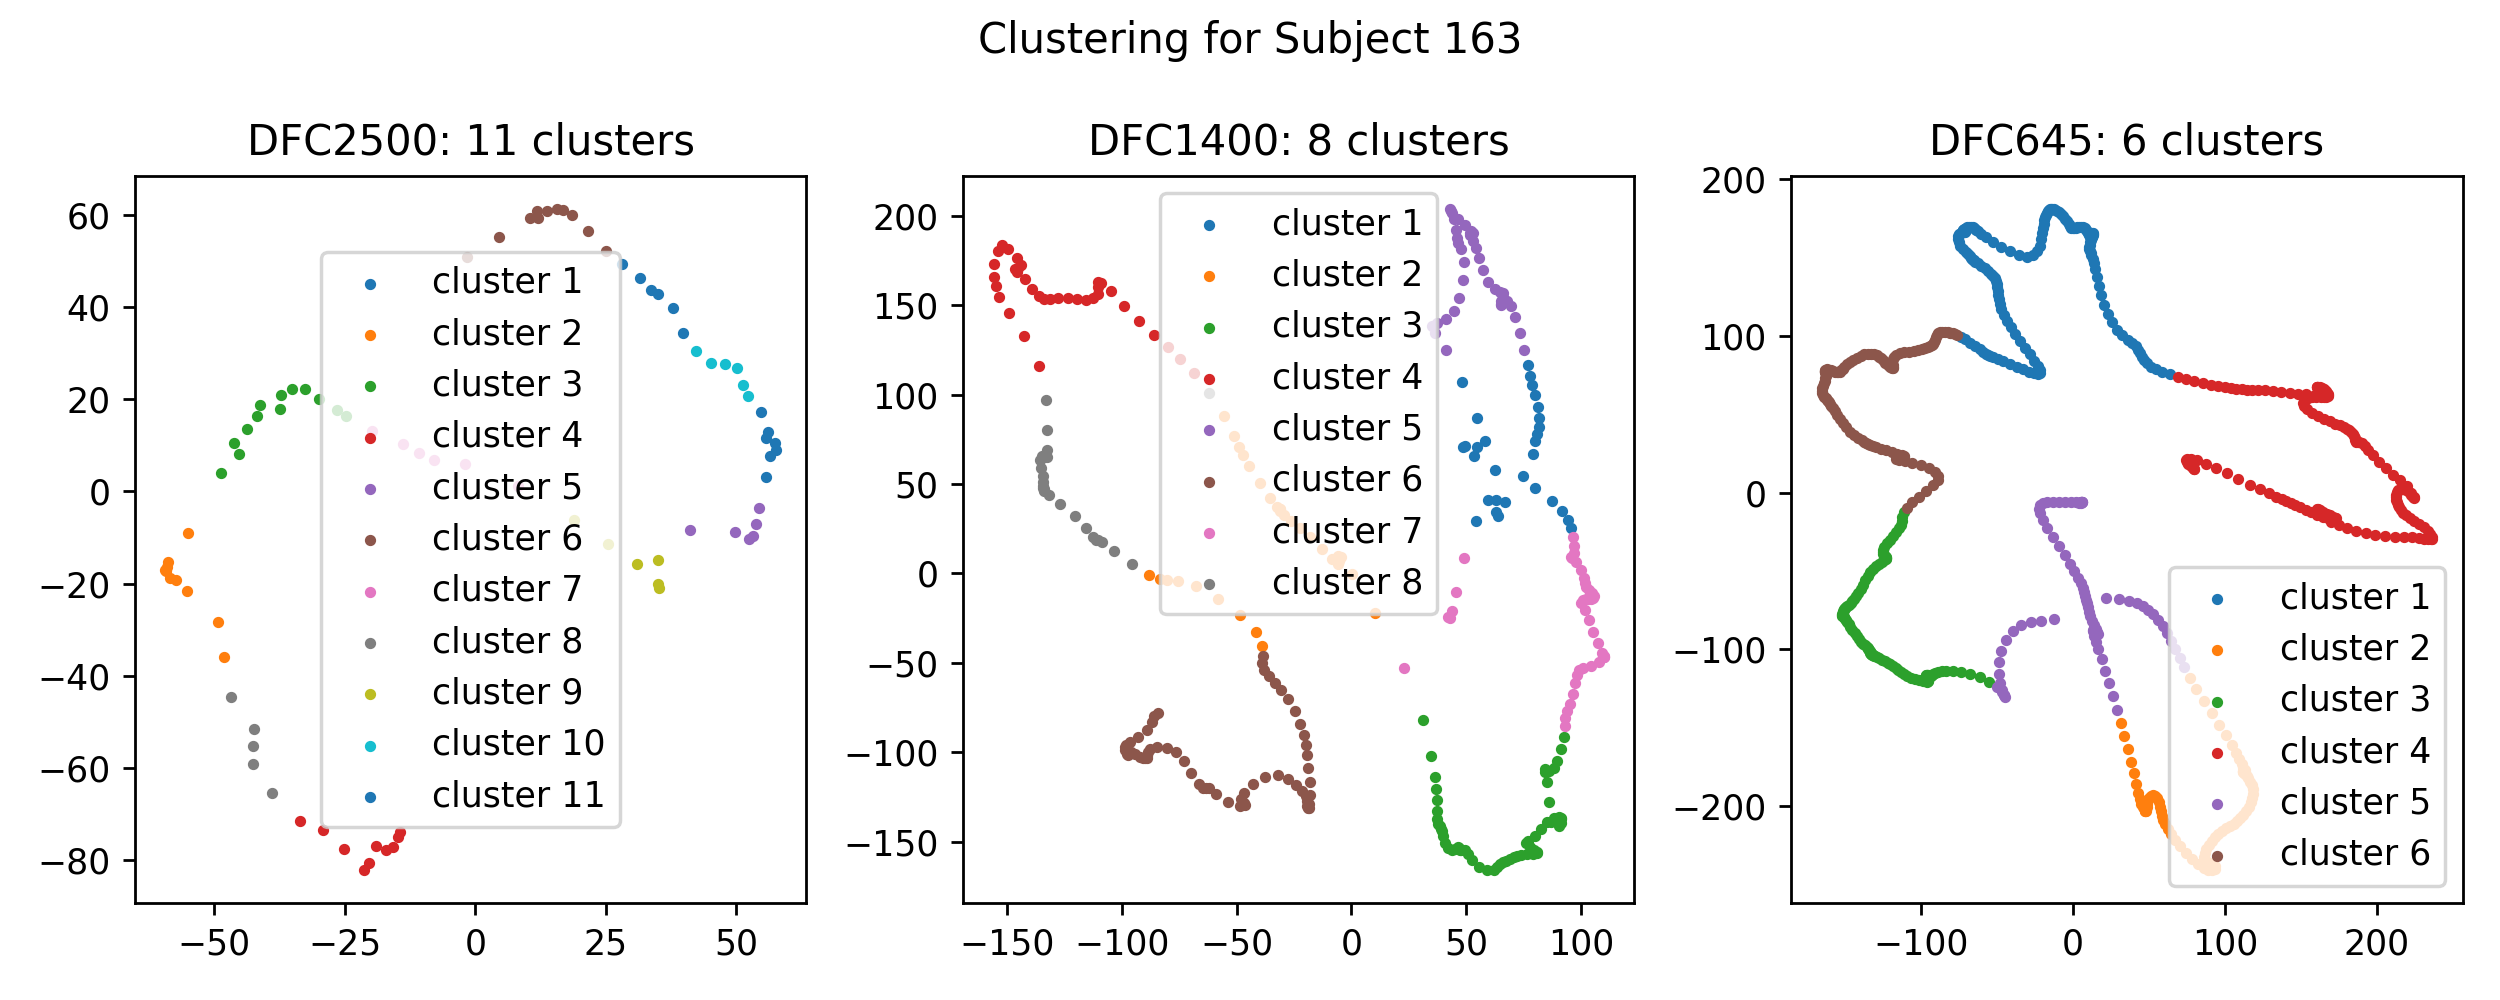 Clustering for Subject 163
DFC2500: 11 clusters
60
40
20
0
−20
−40
−60
−80
−50
−25
0
25
50
cluster 1
cluster 2
cluster 3
cluster 4
cluster 5
cluster 6
cluster 7
cluster 8
cluster 9
cluster 10
cluster 11
DFC1400: 8 clusters
200
150
100
50
0
−50
−100
−150
−150
−100
−50
0
50
100
cluster 1
cluster 2
cluster 3
cluster 4
cluster 5
cluster 6
cluster 7
cluster 8
DFC645: 6 clusters
200
100
0
−100
−200
−100
0
100
200
cluster 1
cluster 2
cluster 3
cluster 4
cluster 5
cluster 6